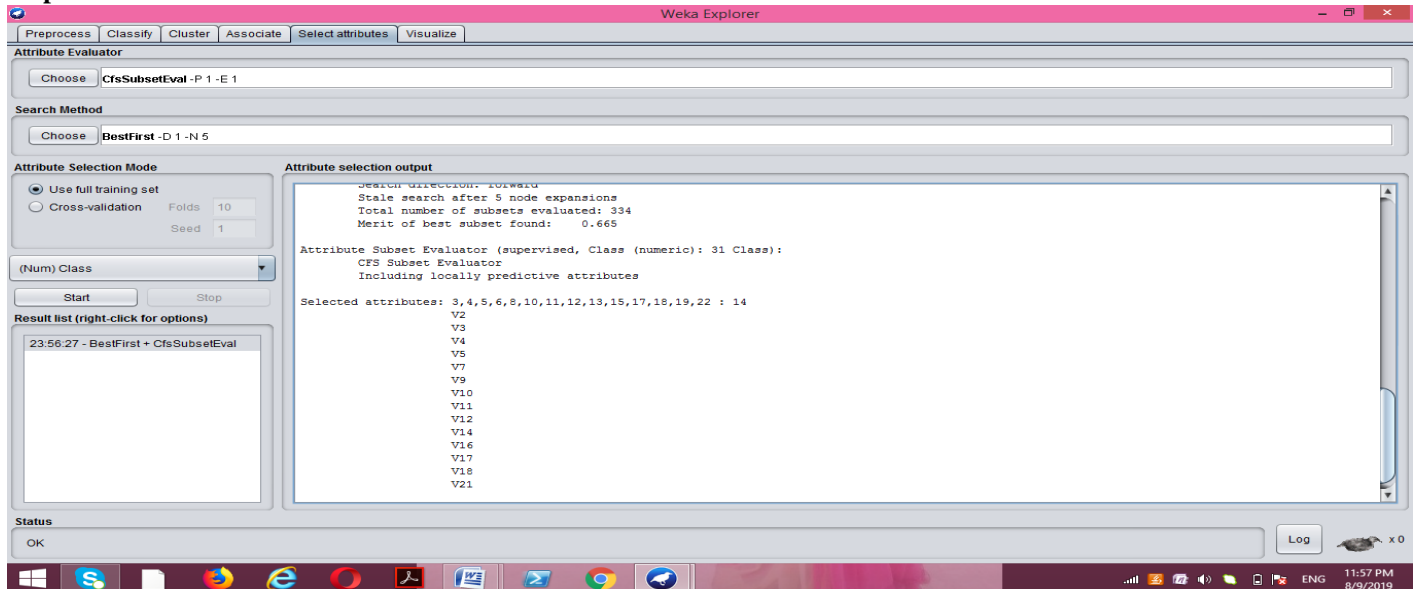 Weka Explorer
Preprocess Classify Cluster Associate Select attributes Visualize
Attribute Evaluator
Choose CfsSubsetEval -P 1 -E 1
Search Method
Choose BestFirst -D 1 -N 5
Attribute Selection Mode
Use full training set
Cross-validation Folds 10
Seed 1
(Num) Class
Start Stop
Result list (right-click for options)
23:56:27 - BestFirst + CfsSubsetEval
Attribute selection output
Search direction: forward
Stale search after 5 node expansions
Total number of subsets evaluated: 334
Merit of best subset found: 0.665
Attribute Subset Evaluator (supervised, Class (numeric): 31 Class):
CFS Subset Evaluator
Including locally predictive attributes
Selected attributes: 3,4,5,6,8,10,11,12,13,15,17,18,19,22 : 14
V2
V3
V4
V5
V7
V9
V10
V11
V12
V14
V16
V17
V18
V21
Status
OK
Log x 0
ENG 11:57 PM
8/9/2019